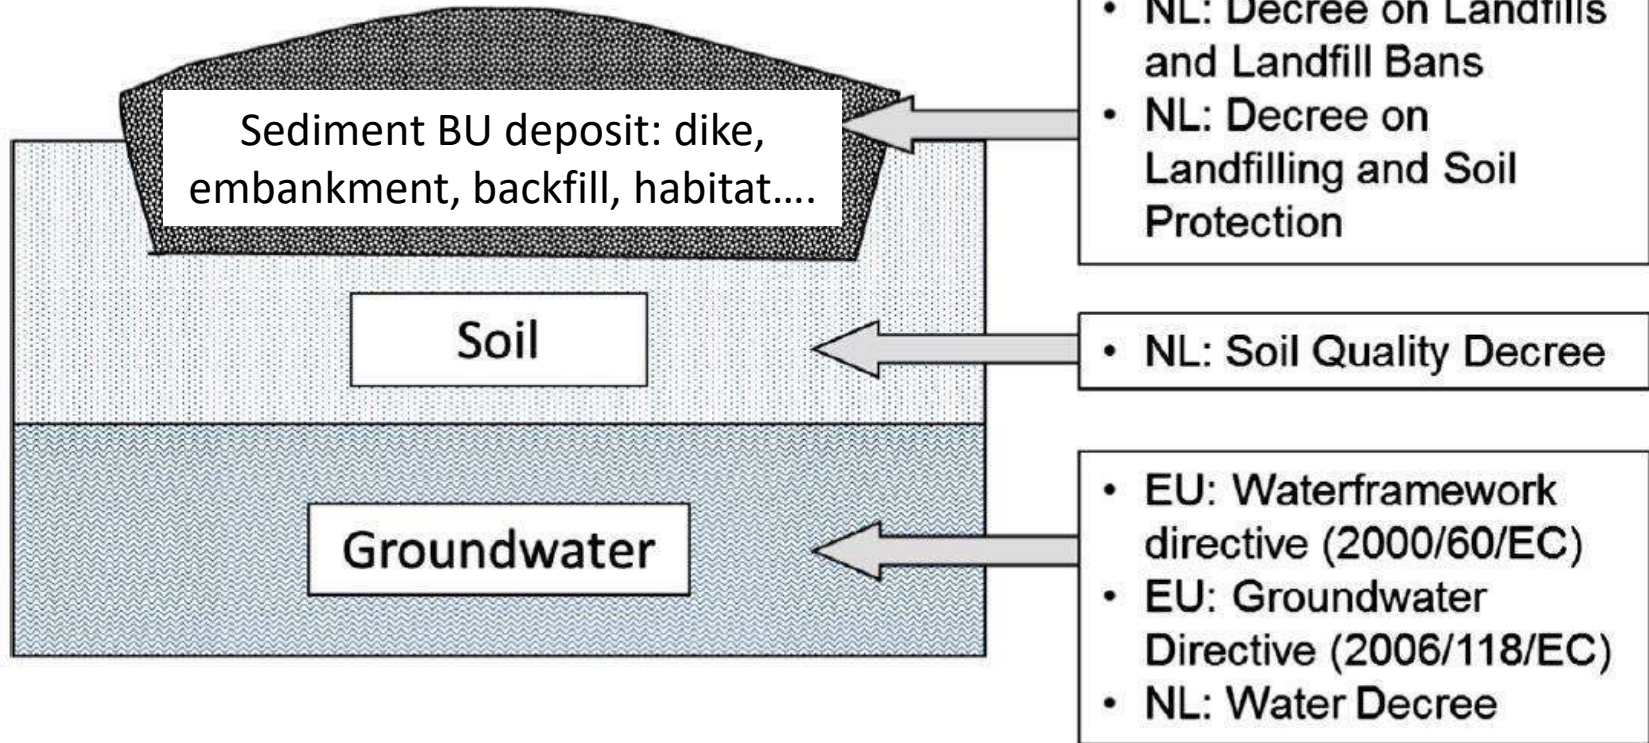 • NL: Decree on Landfills
and Landfill Bans
• NL: Decree on
Landfilling and Soil
Protection
Sediment BU deposit: dike,
embankment, backfill, habitat....
Soil
• NL: Soil Quality Decree
Groundwater
• EU: Waterframework
directive (2000/60/EC)
• EU: Groundwater
Directive (2006/118/EC)
• NL: Water Decree